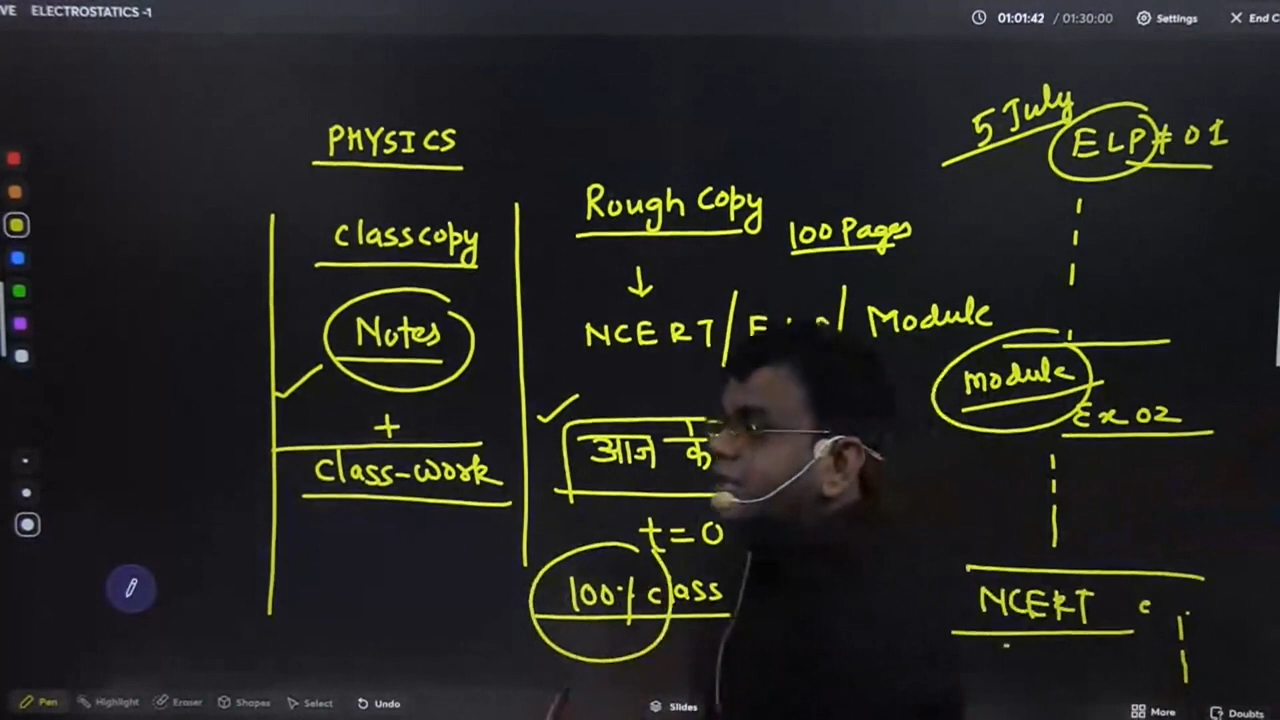 VE ELECTROSTATICS -1
01:01:42 / 01:30:00 Settings End C
PHYSICS
classcopy
Notes
+
class-work
Rough Copy
100 Pages
↓
NCERT / / Module
आज
t=0
100% class
5 July
ELP# 01
Module
Ex 02
NCERT
Pen Highlight Eraser Shapes Select Undo
Slides
More Doubts